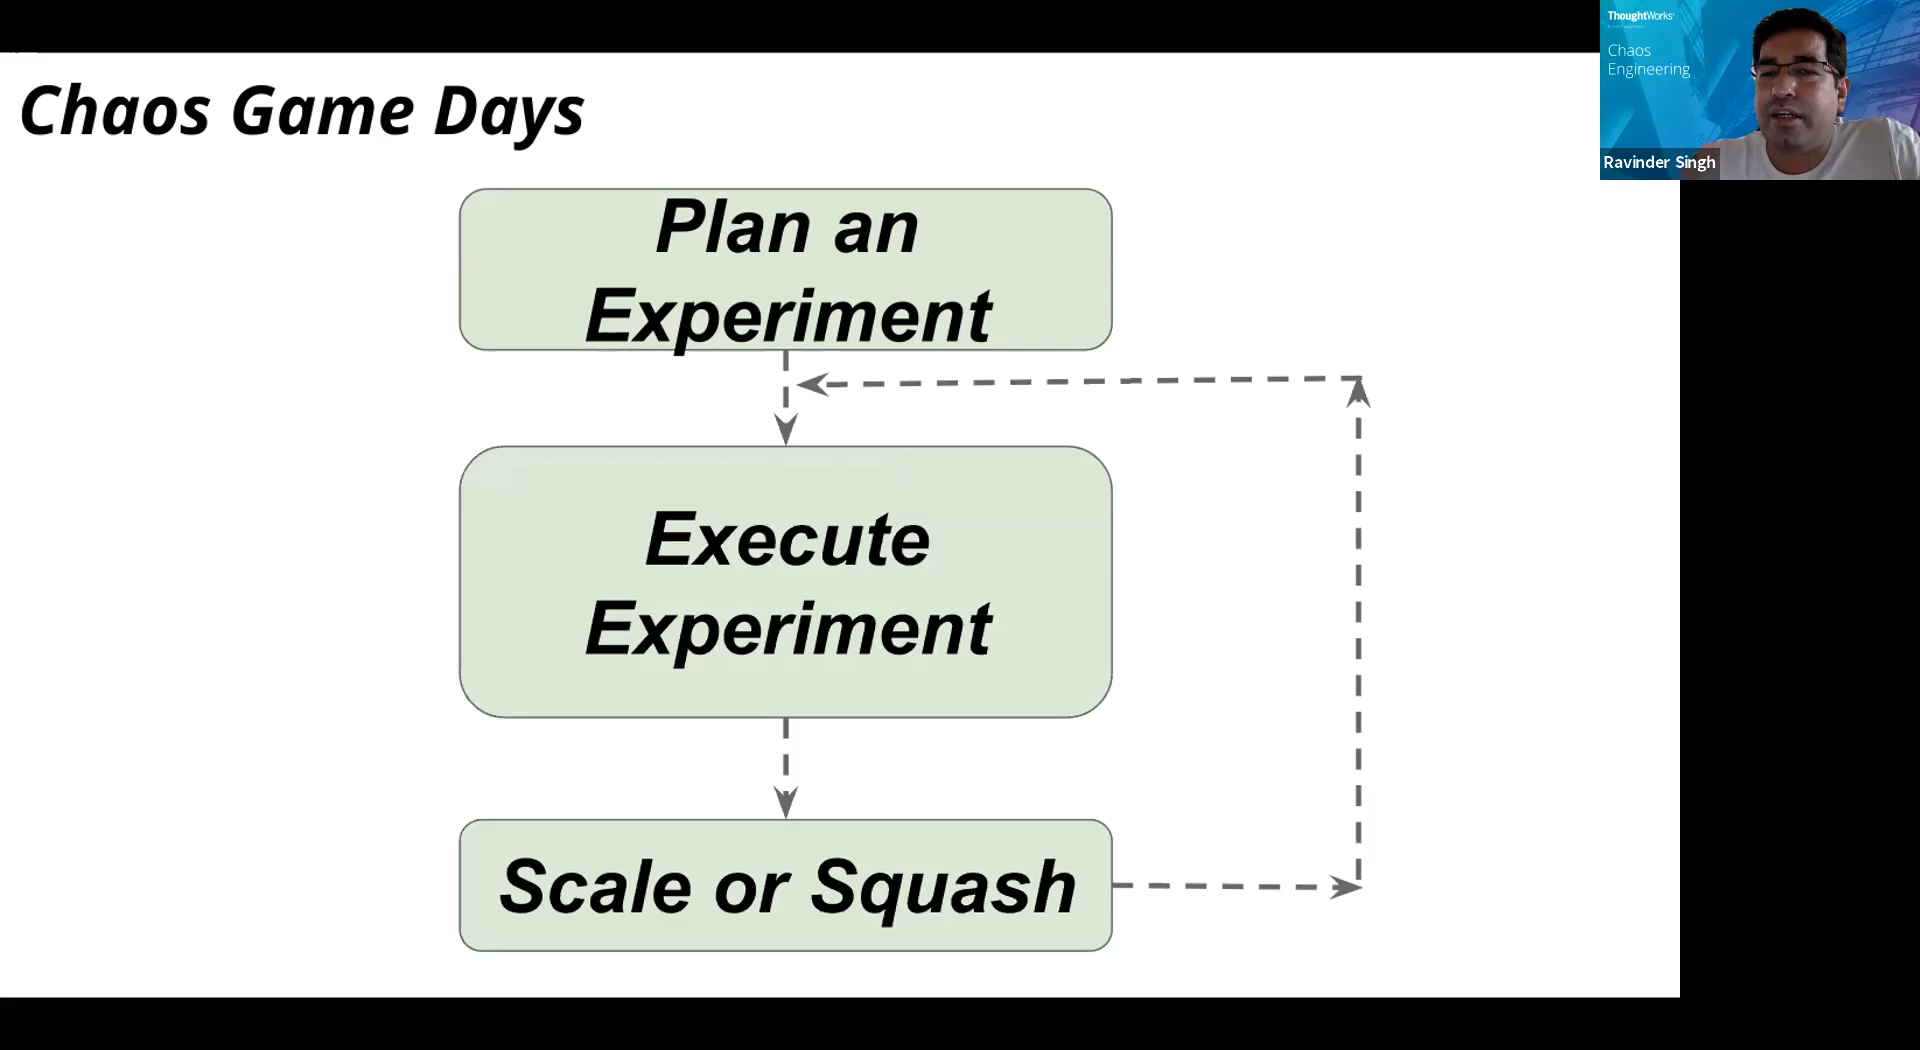 Chaos Game Days
Plan an
Experiment
Execute
Experiment
Scale or Squash
ThoughtWorks
Chaos
Engineering
Ravinder Singh